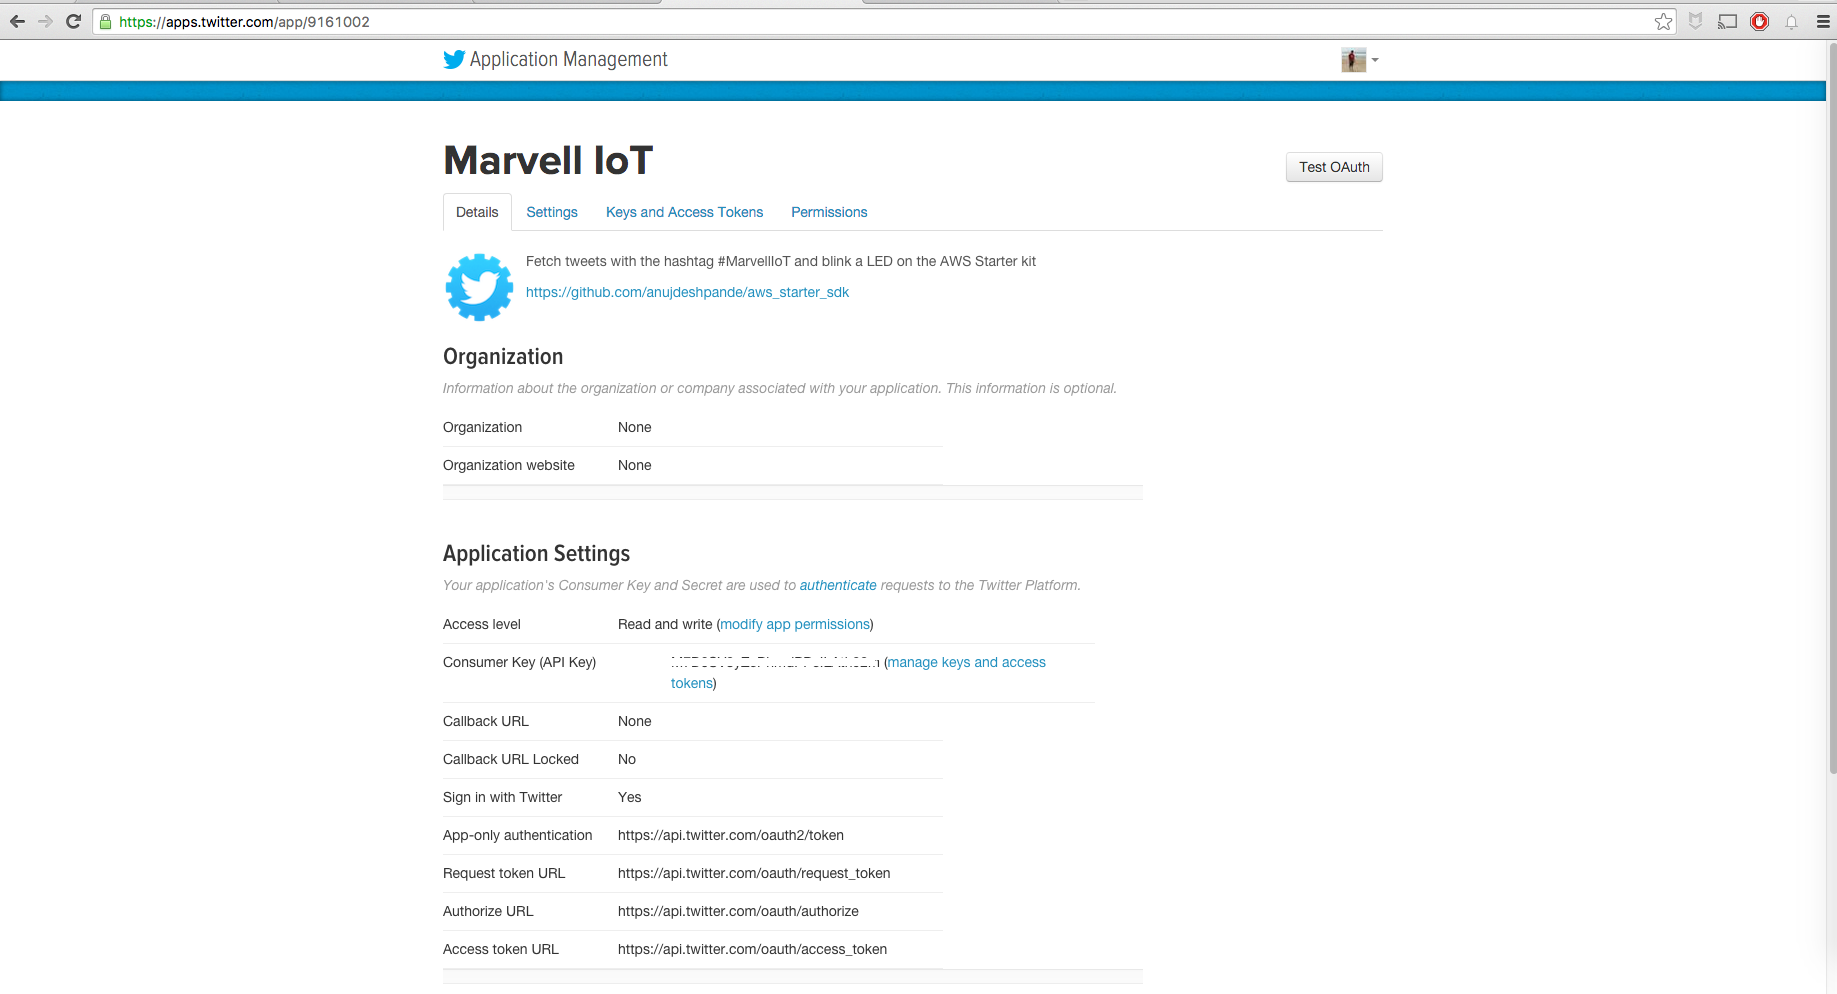 https://apps.twitter.com/app/9161002
Application Management
Marvell IoT
Test OAuth
Details Settings Keys and Access Tokens Permissions
Fetch tweets with the hashtag #MarvellIoT and blink a LED on the AWS Starter kit
https://github.com/anujdeshpande/aws_starter_sdk
Organization
Information about the organization or company associated with your application. This information is optional.
Organization None
Organization website None
Application Settings
Your application's Consumer Key and Secret are used to authenticate requests to the Twitter Platform.
Access level Read and write (modify app permissions)
Consumer Key (API Key) (manage keys and access
tokens)
Callback URL None
Callback URL Locked No
Sign in with Twitter Yes
App-only authentication https://api.twitter.com/oauth2/token
Request token URL https://api.twitter.com/oauth/request_token
Authorize URL https://api.twitter.com/oauth/authorize
Access token URL https://api.twitter.com/oauth/access_token